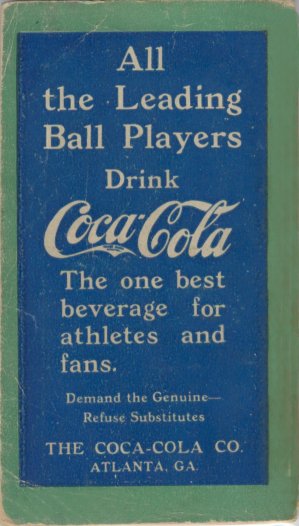 All
the Leading
Ball Players
Drink
Coca-Cola
The one best
beverage for
athletes and
fans.
Demand the Genuine—
Refuse Substitutes
THE COCA-COLA CO.
ATLANTA, GA.